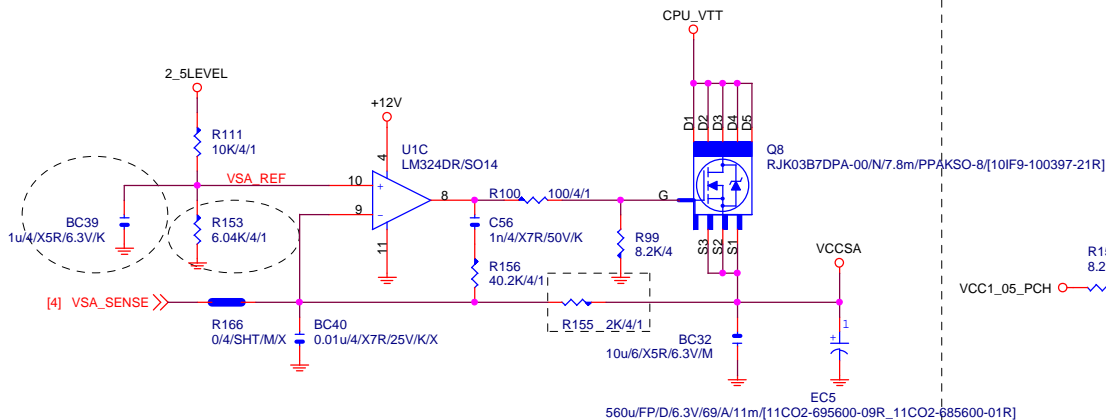 CPU_VTT
2_5LEVEL
+12V
R111
10K/4/1
U1C
LM324DR/SO14
4
D1
D2
D3
D4
D5
Q8
RJK03B7DPA-00/N/7.8m/PPAKSO-8/[10IF9-100397-21R]
VSA_REF
10
+
9
-
8
11
R100
100/4/1
G
BC39
1u/4/X5R/6.3V/K
R153
6.04K/4/1
C56
1n/4/X7R/50V/K
R99
8.2K/4
S3
S2
S1
VCCSA
R156
40.2K/4/1
R15
8.2
VCC1_05_PCH
[4] VSA_SENSE
R166
0/4/SHT/M/X
BC40
0.01u/4/X7R/25V/K/X
R155 2K/4/1
BC32
10u/6/X5R/6.3V/M
1
+
EC5
560u/FP/D/6.3V/69/A/11m/[11CO2-695600-09R_11CO2-685600-01R]